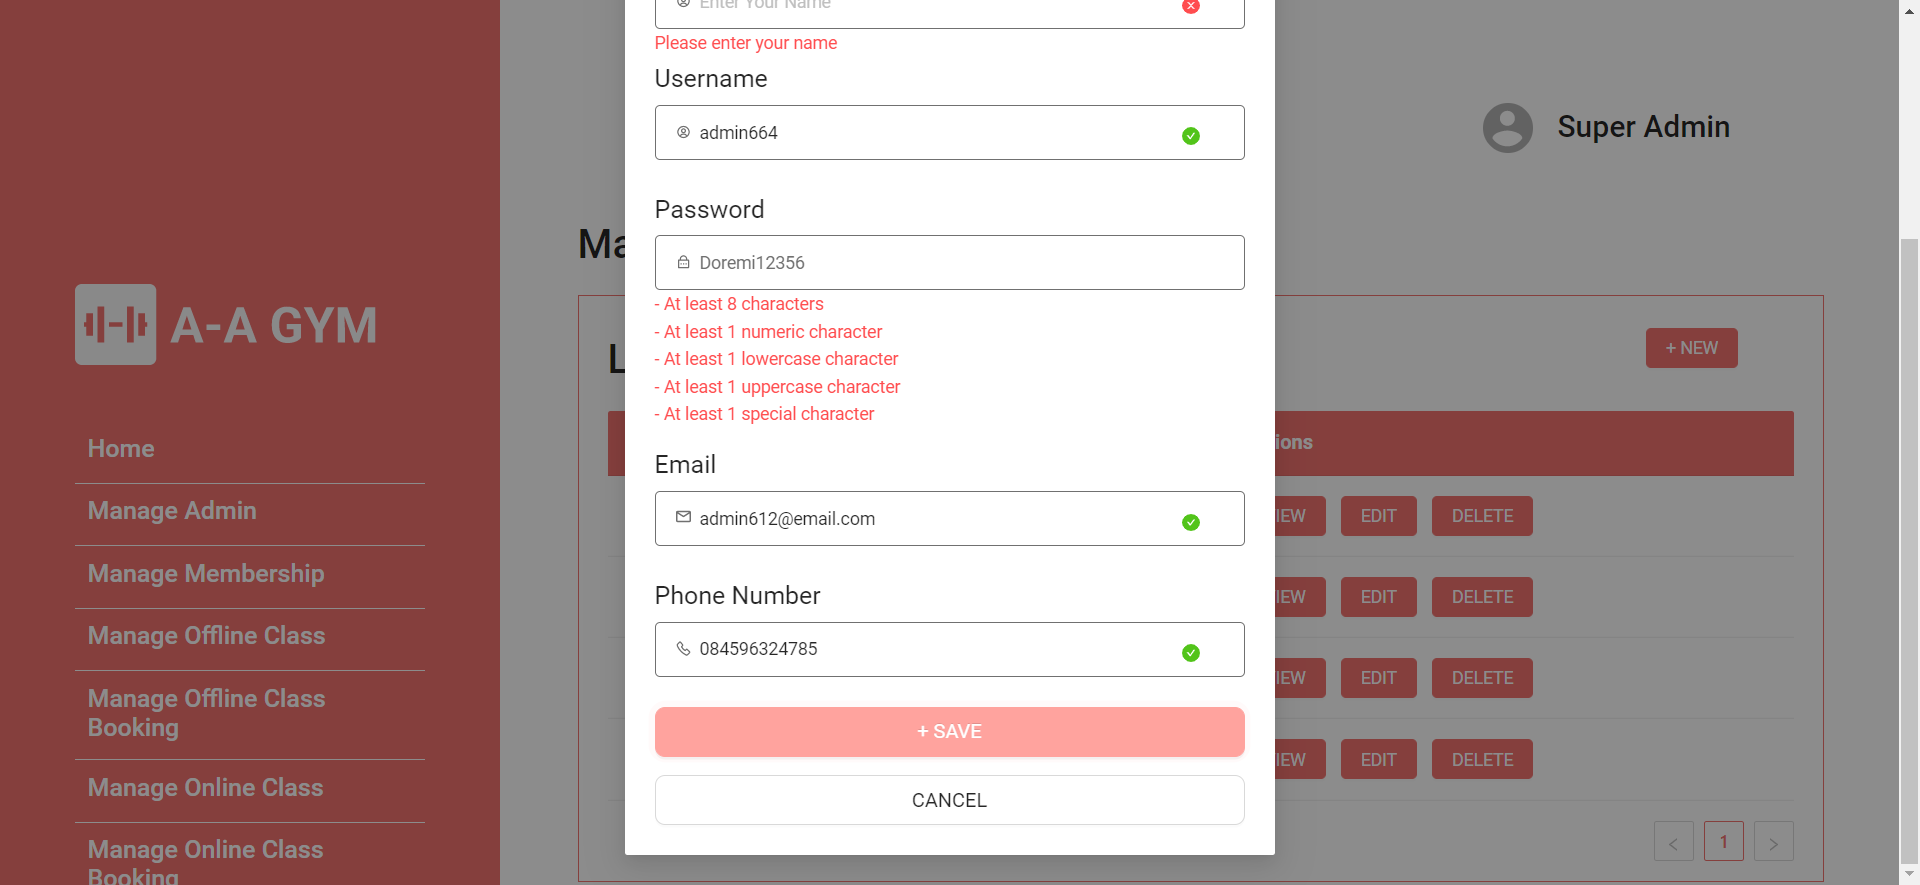 Enter Your Name
Please enter your name
Username
admin664
Password
Doremi12356
- At least 8 characters
- At least 1 numeric character
- At least 1 lowercase character
- At least 1 uppercase character
- At least 1 special character
Email
admin612@email.com
Phone Number
084596324785
+ SAVE
CANCEL
A-A GYM
Home
Manage Admin
Manage Membership
Manage Offline Class
Manage Offline Class
Booking
Manage Online Class
Manage Online Class
Booking
Super Admin
Ma
L
+ NEW
ions
IEW EDIT DELETE
IEW EDIT DELETE
IEW EDIT DELETE
IEW EDIT DELETE
< 1 >